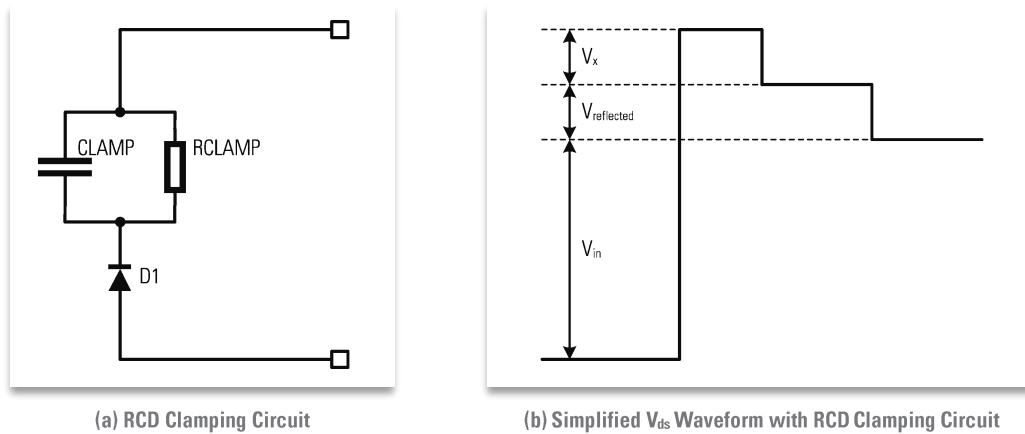 CLAMP
RCLAMP
D1
(a) RCD Clamping Circuit
Vx
Vreflected
Vin
(b) Simplified Vds Waveform with RCD Clamping Circuit